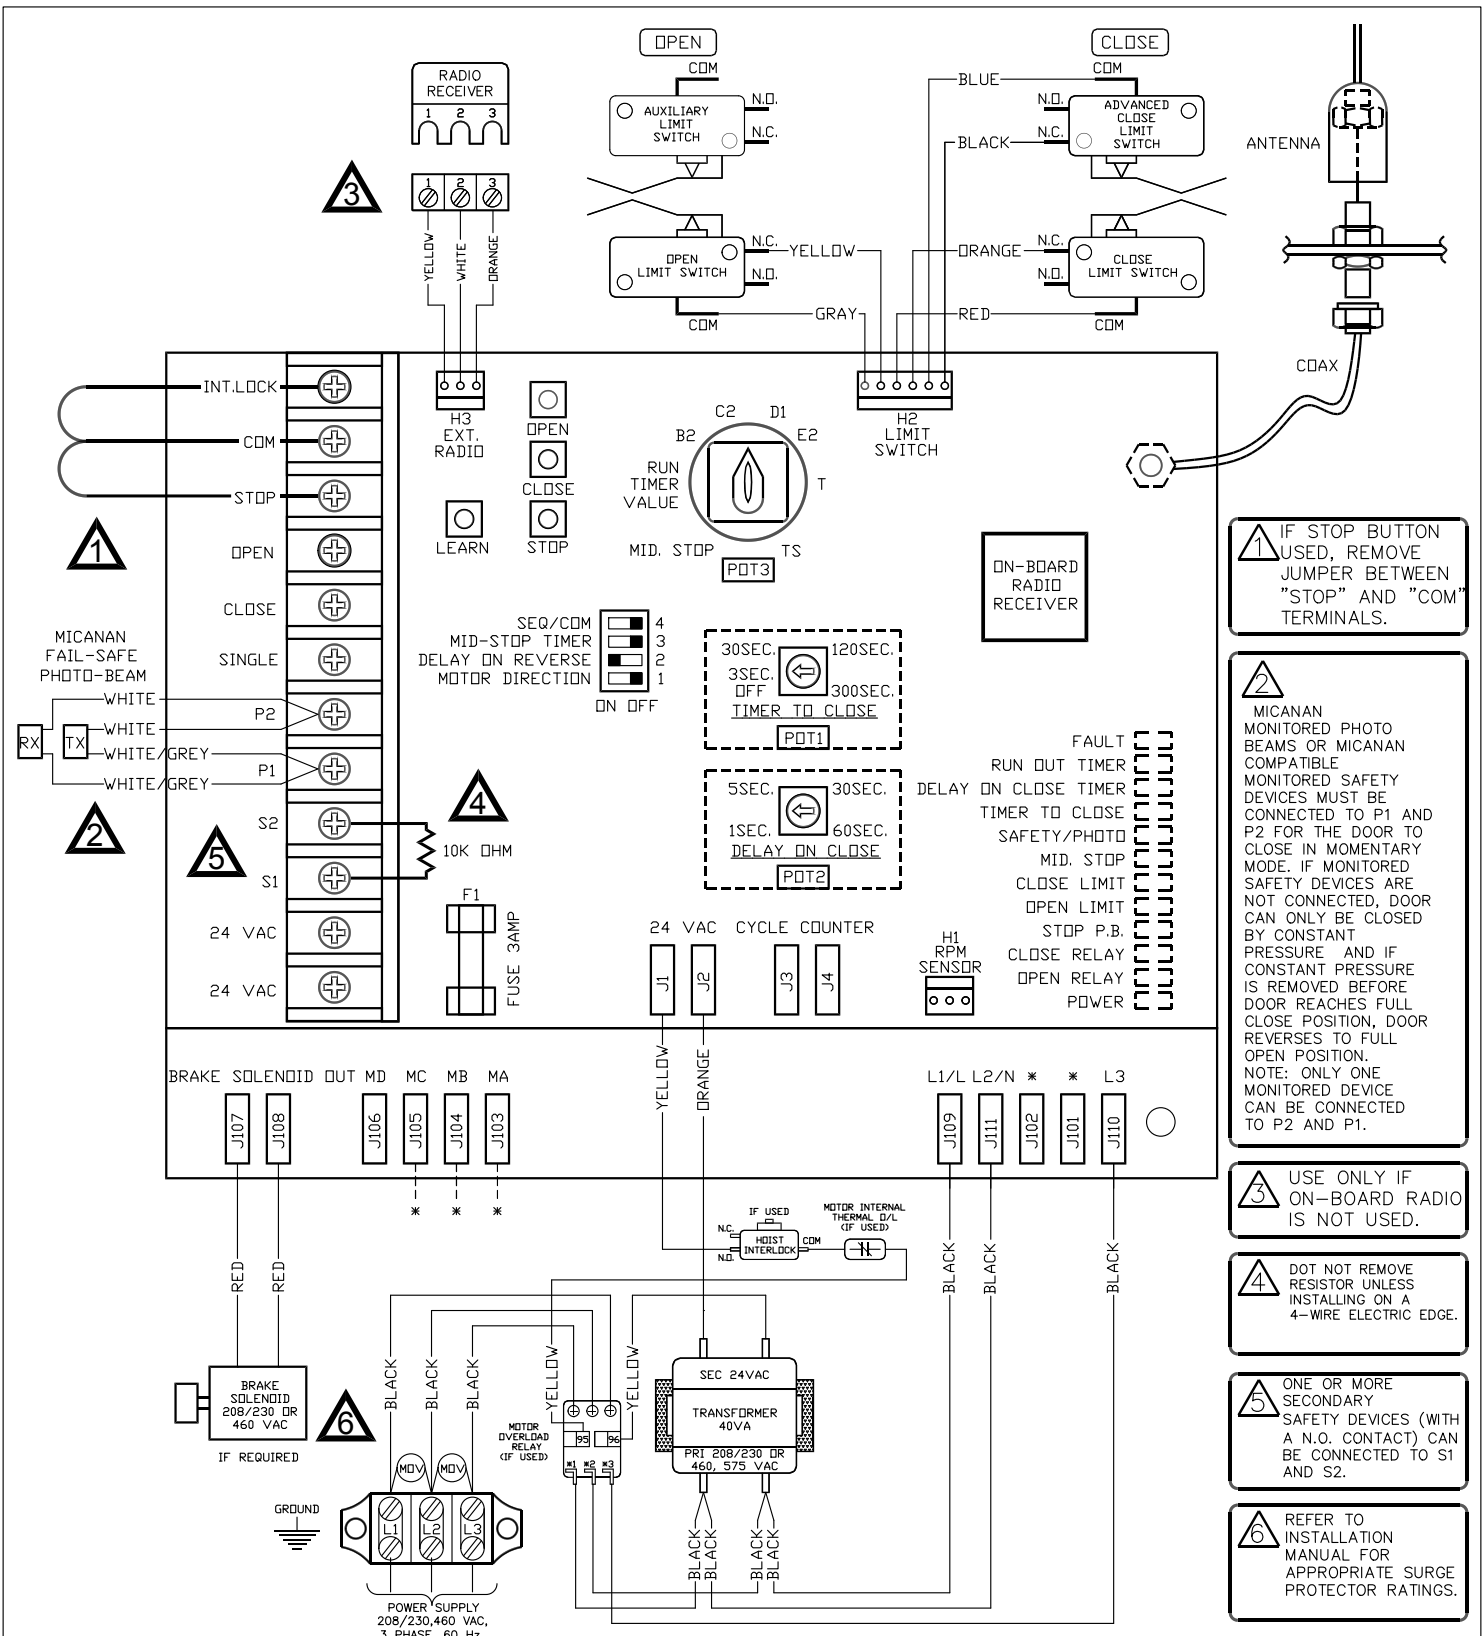 OPEN
CLOSE
COM
COM
RADIO
RECEIVER
1 2 3
AUXILIARY
LIMIT
SWITCH
N.O.
N.C.
BLUE
BLACK
N.O.
N.C.
ADVANCED
CLOSE
LIMIT
SWITCH
ANTENNA
3
1 2 3
YELLOW
WHITE
ORANGE
OPEN
LIMIT SWITCH
N.C.
N.O.
YELLOW
ORANGE
N.C.
N.O.
CLOSE
LIMIT SWITCH
COM
GRAY
RED
COM
COAX
INT.LOCK
COM
STOP
OPEN
CLOSE
SINGLE
P2
P1
S2
S1
24 VAC
24 VAC
1
MICANAN
FAIL-SAFE
PHOTO-BEAM
WHITE
WHITE
WHITE/GREY
WHITE/GREY
RX
TX
2
5
4
10K OHM
F1
FUSE 3AMP
H3
EXT.
RADIO
OPEN
CLOSE
STOP
LEARN
H2
LIMIT
SWITCH
C2 D1
B2 E2
RUN
TIMER
VALUE
T
MID. STOP TS
POT3
ON-BOARD
RADIO
RECEIVER
SEQ/COM 4
MID-STOP TIMER 3
DELAY ON REVERSE 2
MOTOR DIRECTION 1
ON OFF
30SEC. 120SEC.
3SEC.
OFF 300SEC.
TIMER TO CLOSE
POT1
5SEC. 30SEC.
1SEC. 60SEC.
DELAY ON CLOSE
POT2
FAULT
RUN OUT TIMER
DELAY ON CLOSE TIMER
TIMER TO CLOSE
SAFETY/PHOTO
MID. STOP
CLOSE LIMIT
OPEN LIMIT
STOP P.B.
CLOSE RELAY
OPEN RELAY
POWER
24 VAC CYCLE COUNTER
J1 J2 J3 J4
H1
RPM
SENSOR
BRAKE SOLENOID OUT MD MC MB MA
J107 J108 J106 J105 J104 J103
* * *
YELLOW
ORANGE
L1/L L2/N * * L3
J109 J111 J102 J101 J110
RED
RED
BLACK
BLACK
BLACK
IF USED
N.C.
N.O.
HOIST
INTERLOCK
COM
MOTOR INTERNAL
THERMAL O/L
(IF USED)
BRAKE
SOLENOID
208/230 OR
460 VAC
IF REQUIRED
6
BLACK
BLACK
BLACK
YELLOW
YELLOW
MOTOR
OVERLOAD
RELAY
(IF USED)
95 96
*1 *2 *3
SEC 24VAC
TRANSFORMER
40VA
PRI 208/230 OR
460, 575 VAC
BLACK
BLACK
BLACK
BLACK
MOV MOV
GROUND
L1 L2 L3
POWER SUPPLY
208/230,460 VAC,
3 PHASE, 60 Hz
1
IF STOP BUTTON
USED, REMOVE
JUMPER BETWEEN
"STOP" AND "COM"
TERMINALS.
2
MICANAN
MONITORED PHOTO
BEAMS OR MICANAN
COMPATIBLE
MONITORED SAFETY
DEVICES MUST BE
CONNECTED TO P1 AND
P2 FOR THE DOOR TO
CLOSE IN MOMENTARY
MODE. IF MONITORED
SAFETY DEVICES ARE
NOT CONNECTED, DOOR
CAN ONLY BE CLOSED
BY CONSTANT
PRESSURE AND IF
CONSTANT PRESSURE
IS REMOVED BEFORE
DOOR REACHES FULL
CLOSE POSITION, DOOR
REVERSES TO FULL
OPEN POSITION.
NOTE: ONLY ONE
MONITORED DEVICE
CAN BE CONNECTED
TO P2 AND P1.
3
USE ONLY IF
ON-BOARD RADIO
IS NOT USED.
4
DOT NOT REMOVE
RESISTOR UNLESS
INSTALLING ON A
4-WIRE ELECTRIC EDGE.
5
ONE OR MORE
SECONDARY
SAFETY DEVICES (WITH
A N.O. CONTACT) CAN
BE CONNECTED TO S1
AND S2.
6
REFER TO
INSTALLATION
MANUAL FOR
APPROPRIATE SURGE
PROTECTOR RATINGS.